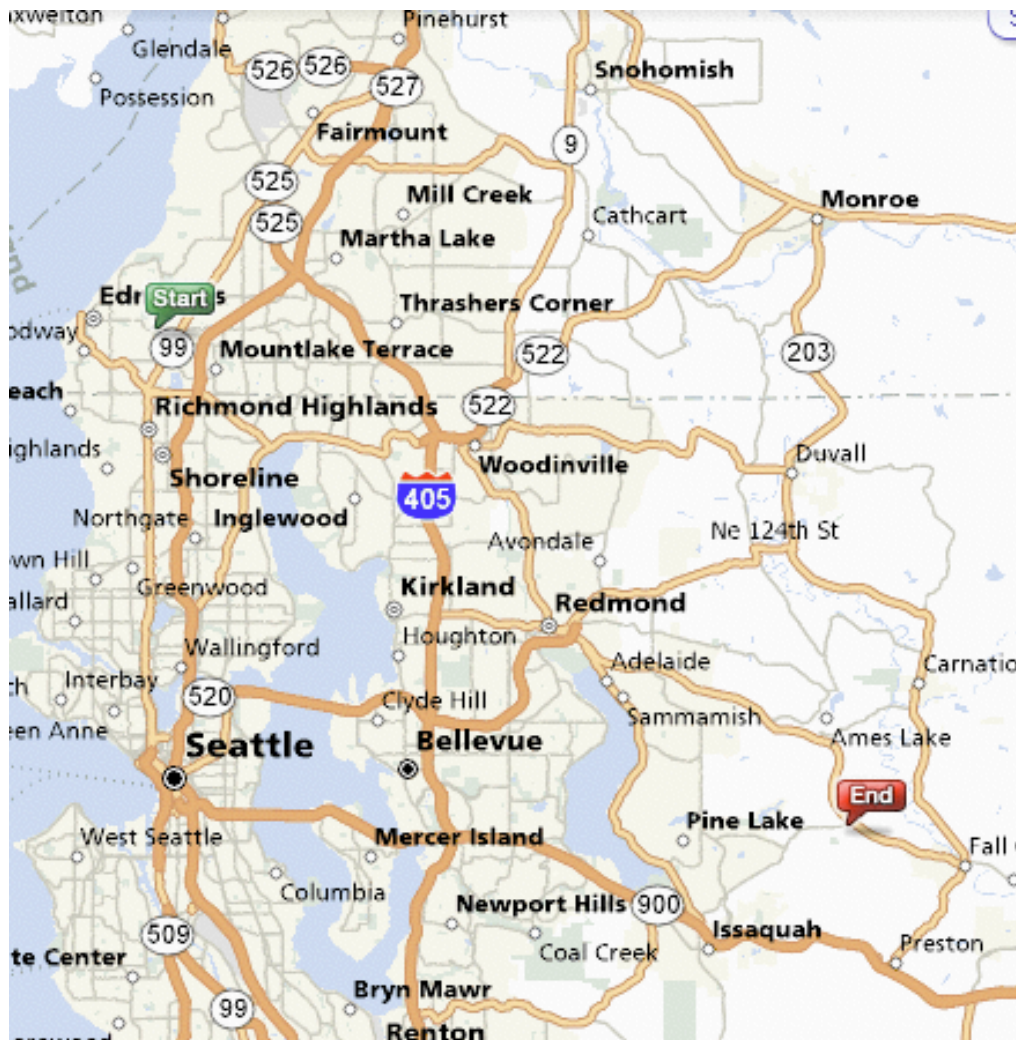 Pinehurst
Glendale
526
526
527
Snohomish
Possession
Fairmount
9
525
Mill Creek
Monroe
525
Cathcart
Martha Lake
Start
Thrashers Corner
99
Mountlake Terrace
522
203
522
Richmond Highlands
Duvall
Woodinville
Shoreline
405
Northgate
Inglewood
Ne 124th St
Avondale
Greenwood
Kirkland
Redmond
Houghton
Wallingford
Adelaide
Interbay
520
Clyde Hill
Sammamish
Seattle
Bellevue
Ames Lake
End
West Seattle
Mercer Island
Pine Lake
Columbia
Newport Hills
900
Issaquah
509
Coal Creek
Preston
Bryn Mawr
99
Renton